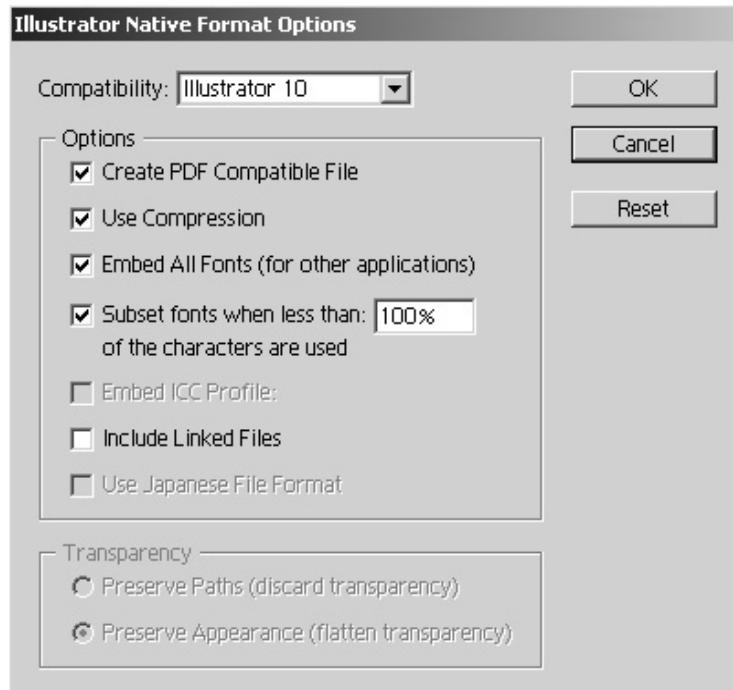 Illustrator Native Format Options
Compatibility: Illustrator 10
OK
Options
Cancel
Create PDF Compatible File
Use Compression
Reset
Embed All Fonts (for other applications)
Subset fonts when less than: 100%
of the characters are used
Embed ICC Profile:
Include Linked Files
Use Japanese File Format
Transparency
Preserve Paths (discard transparency)
Preserve Appearance (flatten transparency)